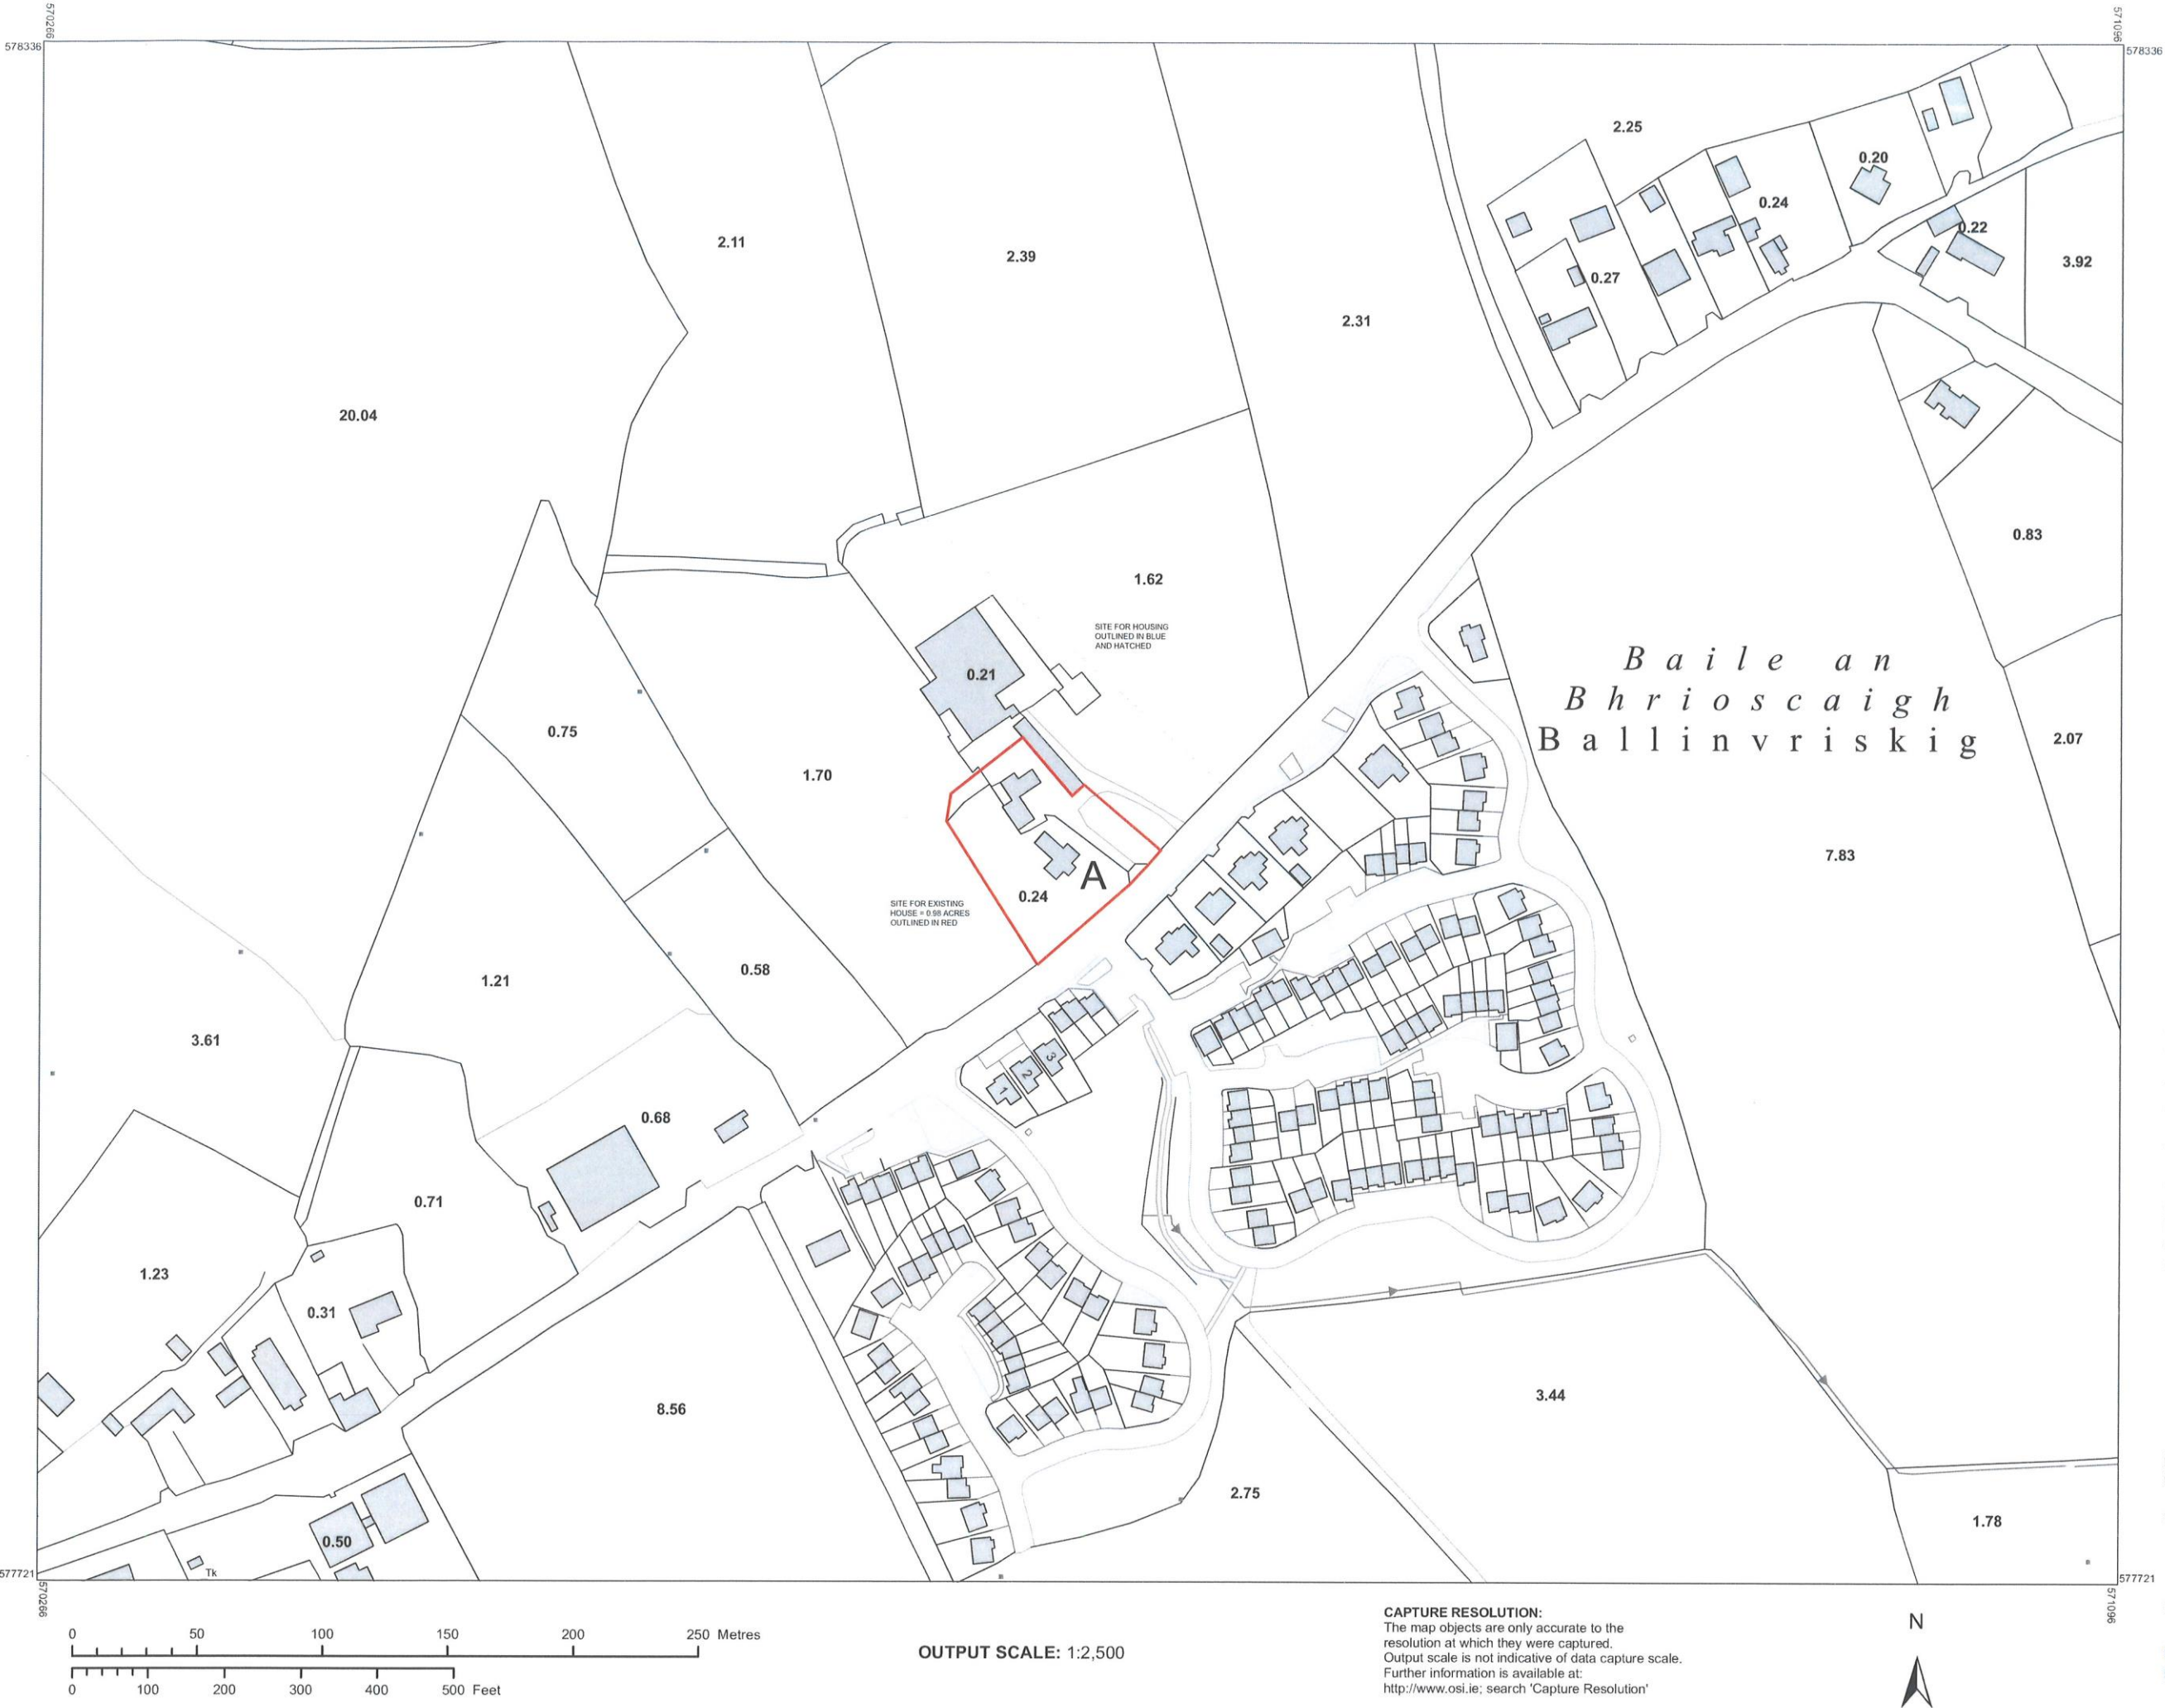 570266
571096
578336
578336
2.25
0.20
0.24
0.22
2.11
2.39
3.92
0.27
2.31
20.04
0.83
1.62
SITE FOR HOUSING
OUTLINED IN BLUE
AND HATCHED
Baile an
Bhrioscaigh
Ballinvriskig
0.21
0.75
2.07
1.70
7.83
A
0.24
SITE FOR EXISTING
HOUSE = 0.98 ACRES
OUTLINED IN RED
0.58
1.21
3.61
3
2
1
0.68
0.71
1.23
0.31
3.44
8.56
2.75
1.78
0.50
Tk
577721
577721
570266
571096
0 50 100 150 200 250 Metres
0 100 200 300 400 500 Feet
OUTPUT SCALE: 1:2,500
CAPTURE RESOLUTION:
The map objects are only accurate to the
resolution at which they were captured.
Output scale is not indicative of data capture scale.
Further information is available at:
http://www.osi.ie; search 'Capture Resolution'
N